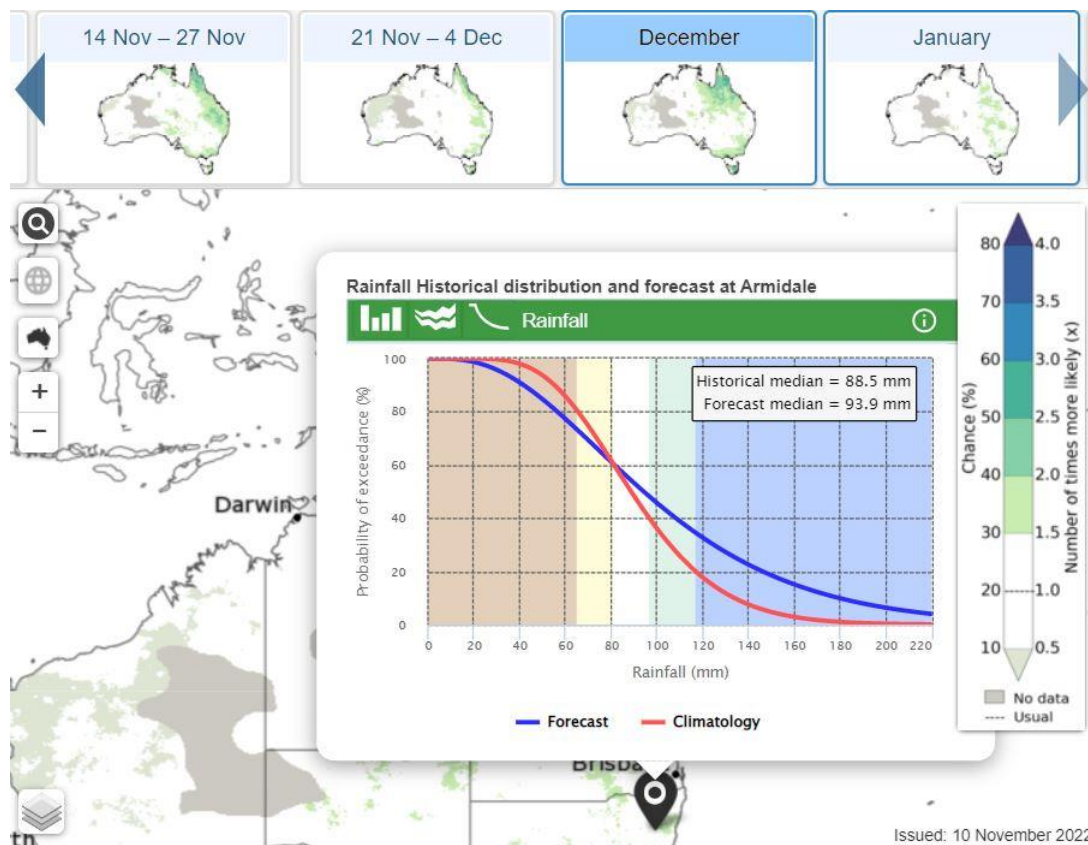 14 Nov – 27 Nov
21 Nov – 4 Dec
December
January
Rainfall Historical distribution and forecast at Armidale
Rainfall
Historical median = 88.5 mm
Forecast median = 93.9 mm
Probability of exceedance (%)
100
80
60
40
20
0
0 20 40 60 80 100 120 140 160 180 200 220
Rainfall (mm)
Forecast Climatology
Chance (%)
Number of times more likely (x)
80 4.0
70 3.5
60 3.0
50 2.5
40 2.0
30 1.5
20 1.0
10 0.5
No data
Usual
+
−
Darwin
Brisba
th
Issued: 10 November 2022